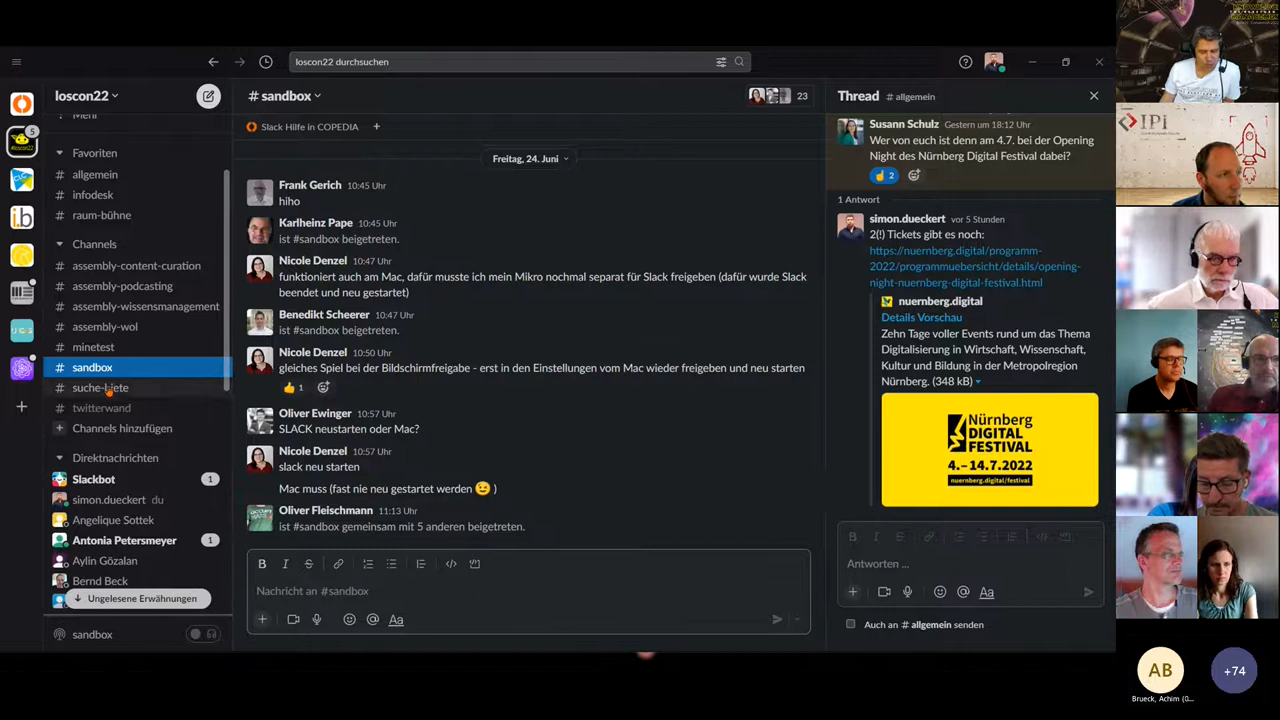 loscon22 durchsuchen
loscon22
5
Favoriten
# allgemein
# infodesk
# raum-bühne
Channels
# assembly-content-curation
# assembly-podcasting
# assembly-wissensmanagement
# assembly-wol
# minetest
# sandbox
# suche-biete
# twitterwand
+ Channels hinzufügen
Direktnachrichten
Slackbot 1
simon.dueckert du
Angelique Sottek
Antonia Petersmeyer 1
Aylin Gözalan
Bernd Beck
Ungelesene Erwähnungen
sandbox
# sandbox
23
Slack Hilfe in COPEDIA +
Freitag, 24. Juni
Frank Gerich 10:45 Uhr
hiho
Karlheinz Pape 10:45 Uhr
ist #sandbox beigetreten.
Nicole Denzel 10:47 Uhr
funktioniert auch am Mac, dafür musste ich mein Mikro nochmal separat für Slack freigeben (dafür wurde Slack
beendet und neu gestartet)
Benedikt Scheerer 10:47 Uhr
ist #sandbox beigetreten.
Nicole Denzel 10:50 Uhr
gleiches Spiel bei der Bildschirmfreigabe - erst in den Einstellungen vom Mac wieder freigeben und neu starten
👍 1
Oliver Ewinger 10:57 Uhr
SLACK neustarten oder Mac?
Nicole Denzel 10:57 Uhr
slack neu starten
Mac muss (fast nie neu gestartet werden 😉 )
Oliver Fleischmann 11:13 Uhr
ist #sandbox gemeinsam mit 5 anderen beigetreten.
B I S
Nachricht an #sandbox
Aa
Thread # allgemein
Susann Schulz Gestern um 18:12 Uhr
Wer von euch ist denn am 4.7. bei der Opening
Night des Nürnberg Digital Festival dabei?
☝ 2
1 Antwort
simon.dueckert vor 5 Stunden
2(!) Tickets gibt es noch:
https://nuernberg.digital/programm-
2022/programmuebersicht/details/opening-
night-nuernberg-digital-festival.html
nuernberg.digital
Details Vorschau
Zehn Tage voller Events rund um das Thema
Digitalisierung in Wirtschaft, Wissenschaft,
Kultur und Bildung in der Metropolregion
Nürnberg. (348 kB)
Nürnberg
DIGITAL
FESTIVAL
4.–14.7.2022
nuernberg.digital/festival
B I S
Antworten ...
Aa
Auch an # allgemein senden
IPI
AB
Brueck, Achim (0...
+74